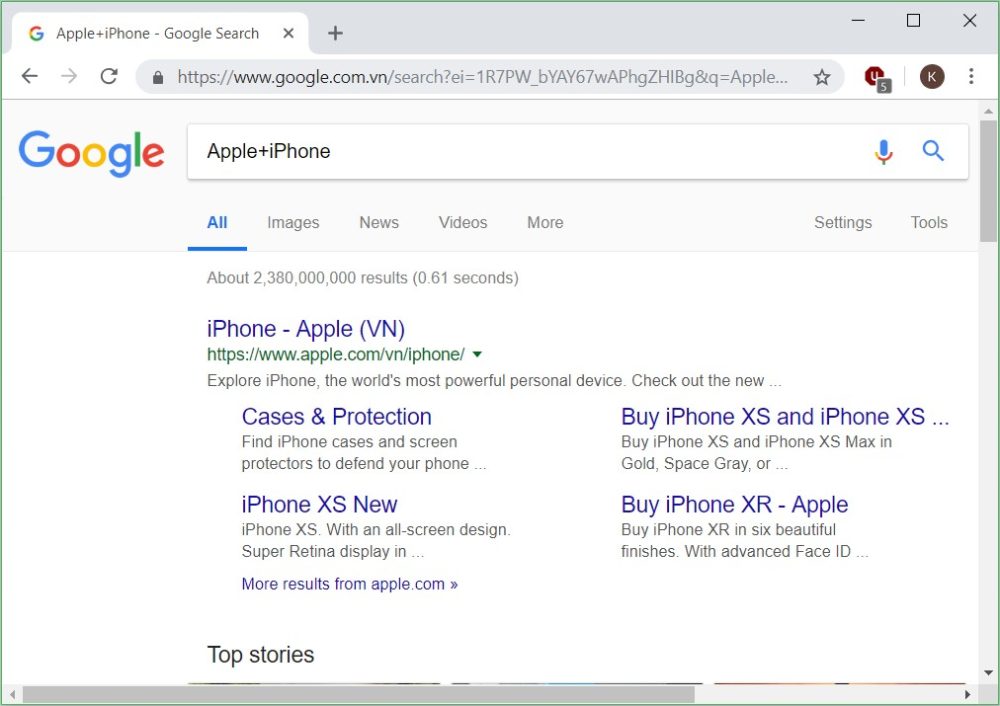 Apple+iPhone - Google Search
https://www.google.com.vn/search?ei=1R7PW_bYAY67wAPhgZHIBg&q=Apple...
5
K
Google
Apple+iPhone
All Images News Videos More Settings Tools
About 2,380,000,000 results (0.61 seconds)
iPhone - Apple (VN)
https://www.apple.com/vn/iphone/
Explore iPhone, the world's most powerful personal device. Check out the new ...
Cases & Protection
Find iPhone cases and screen
protectors to defend your phone ...
Buy iPhone XS and iPhone XS ...
Buy iPhone XS and iPhone XS Max in
Gold, Space Gray, or ...
iPhone XS New
iPhone XS. With an all-screen design.
Super Retina display in ...
Buy iPhone XR - Apple
Buy iPhone XR in six beautiful
finishes. With advanced Face ID ...
More results from apple.com »
Top stories